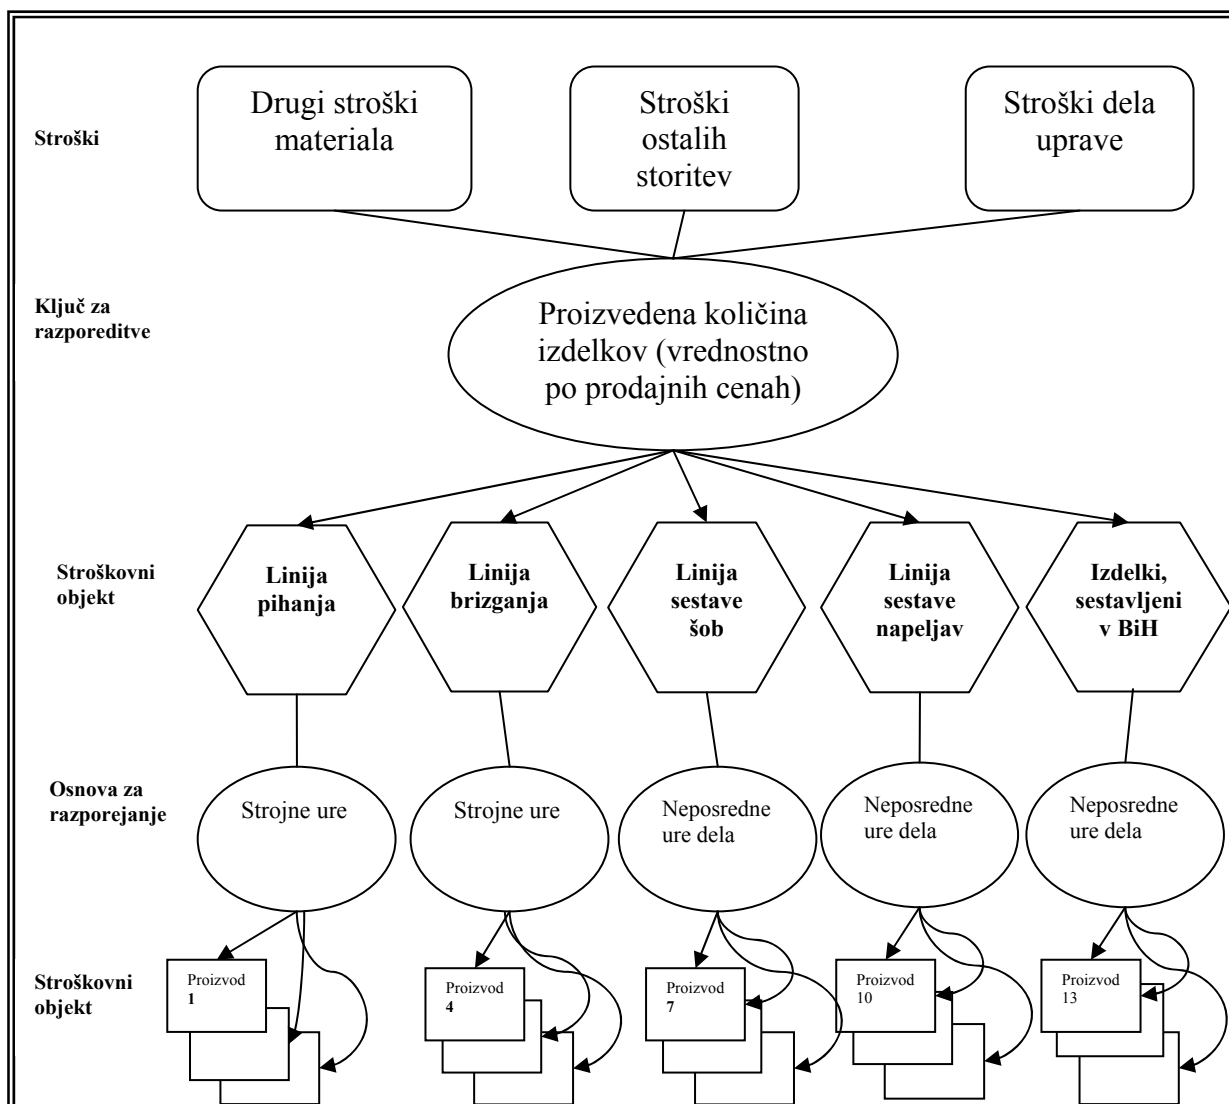 Stroški
Drugi stroški
materiala
Stroški
ostalih
storitev
Stroški dela
uprave
Ključ za
razporeditve
Proizvedena količina
izdelkov (vrednostno
po prodajnih cenah)
Stroškovni
objekt
Linija
pihanja
Linija
brizganja
Linija
sestave
šob
Linija
sestave
napeljav
Izdelki,
sestavljeni
v BiH
Osnova za
razporejanje
Strojne ure
Strojne ure
Neposredne
ure dela
Neposredne
ure dela
Neposredne
ure dela
Stroškovni
objekt
Proizvod
1
Proizvod
4
Proizvod
7
Proizvod
10
Proizvod
13